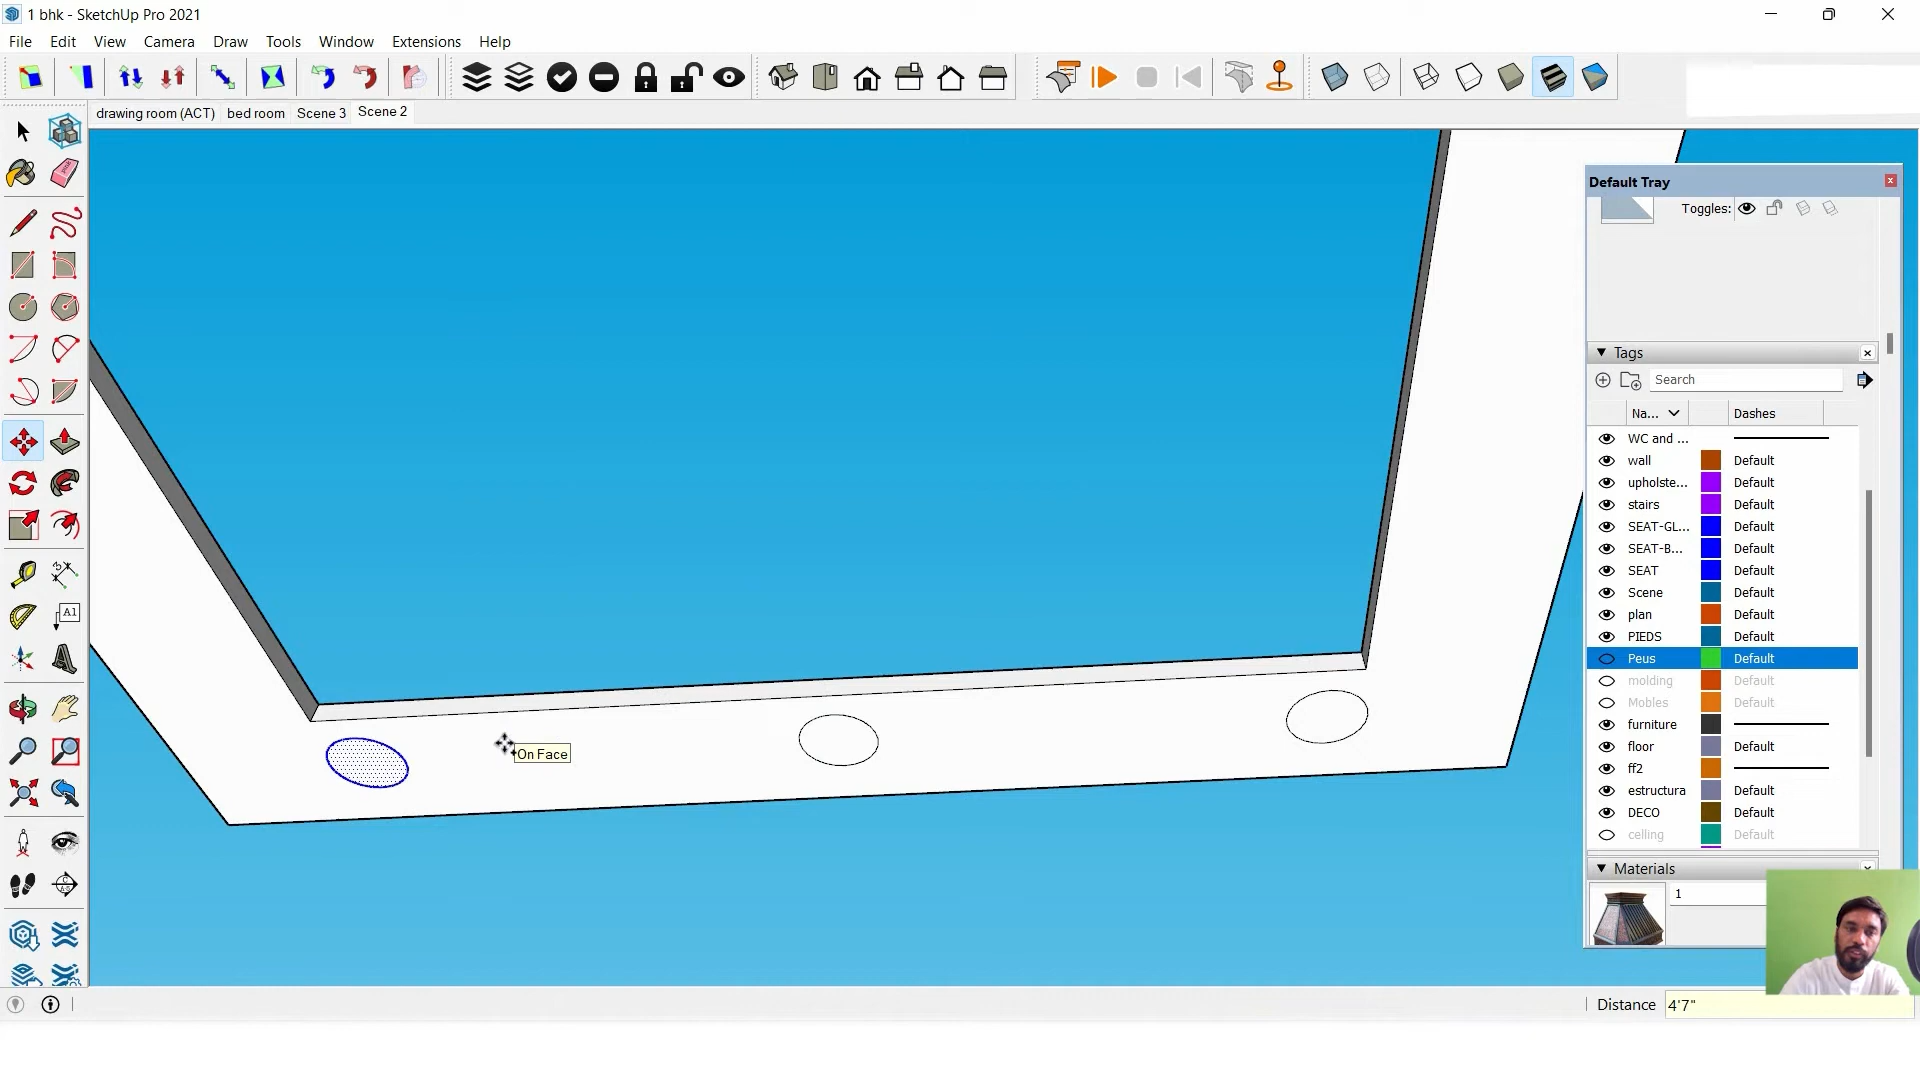 1 bhk - SketchUp Pro 2021
File Edit View Camera Draw Tools Window Extensions Help
drawing room (ACT) bed room Scene 3 Scene 2
Default Tray
Toggles:
Tags
Search
Na... Dashes
WC and ...
wall Default
upholste... Default
stairs Default
SEAT-GL... Default
SEAT-B... Default
SEAT Default
Scene Default
plan Default
PIEDS Default
Peus Default
molding Default
Mobles Default
furniture
floor Default
ff2
estructura Default
DECO Default
celling Default
Materials
1
A1
On Face
Distance 4'7"